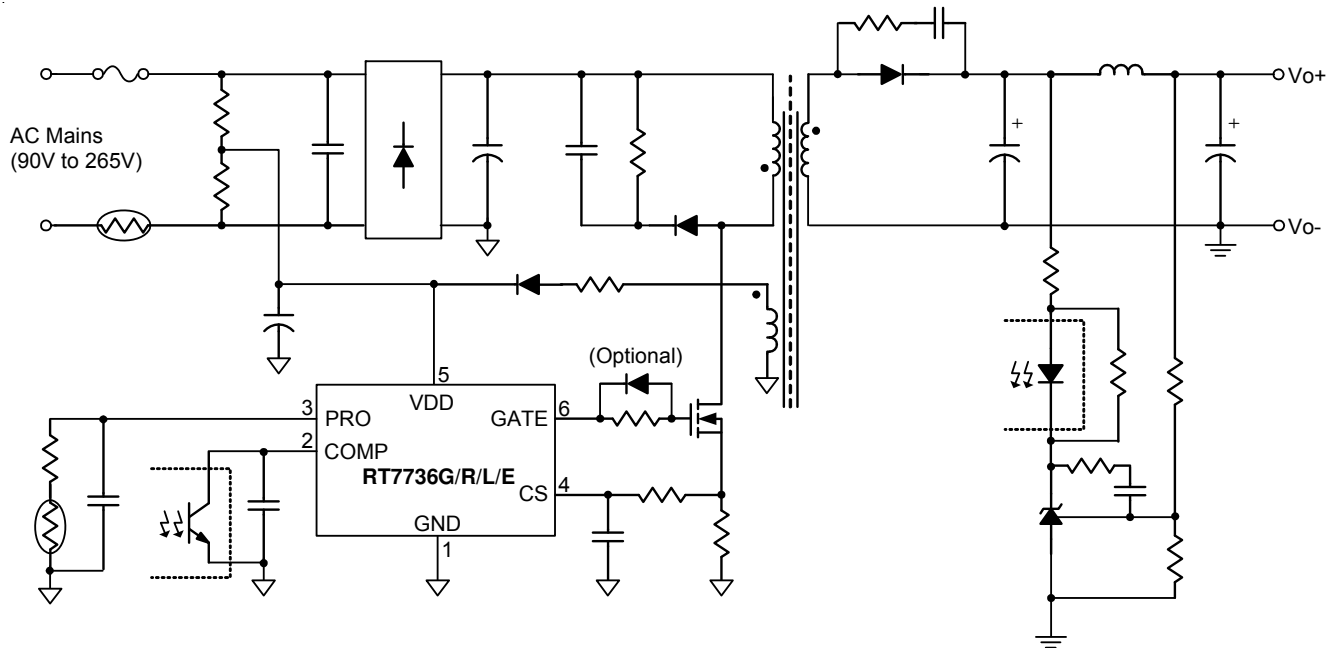 Vo+
AC Mains
(90V to 265V)
+
+
Vo-
(Optional)
5
VDD
3
PRO
GATE
6
2
COMP
RT7736G/R/L/E
CS
4
GND
1